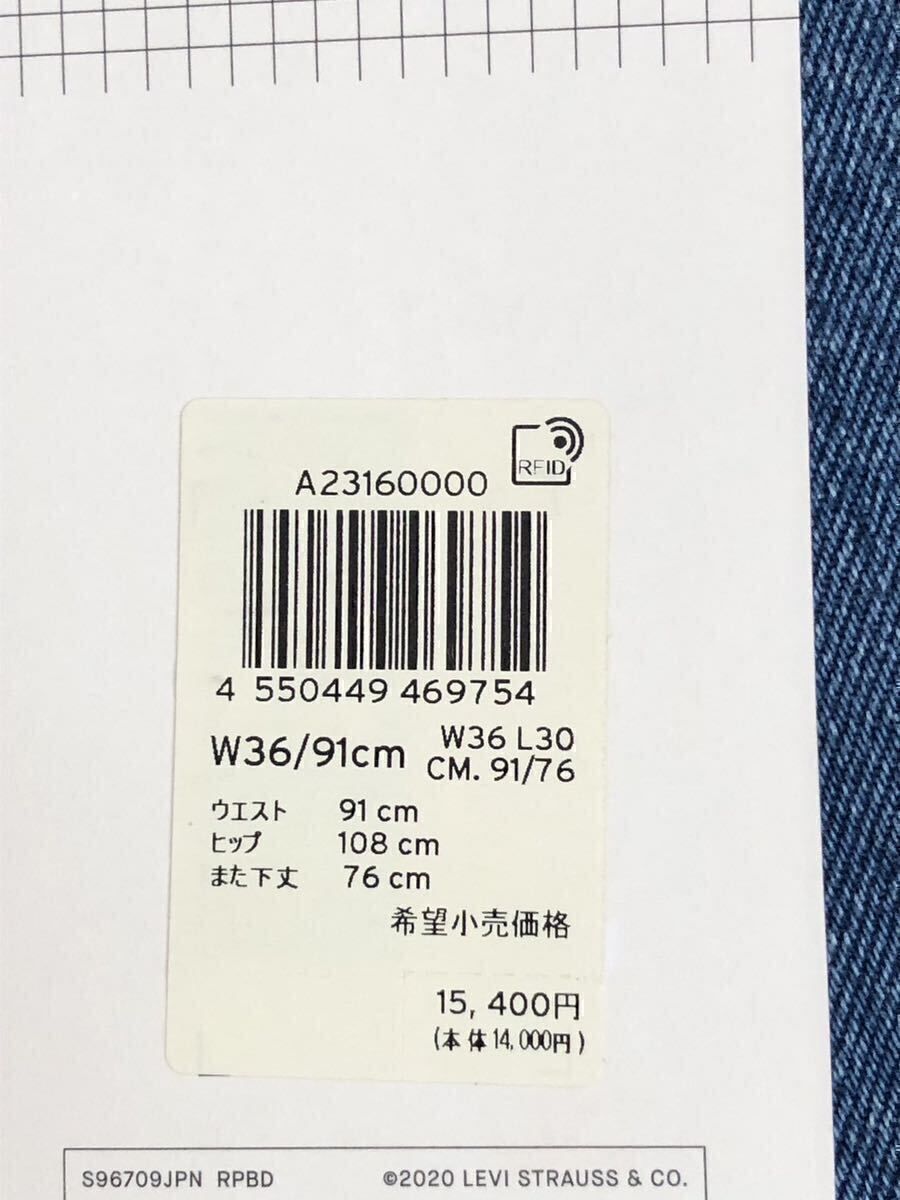 RFID
A23160000
4 550449 469754
W36/91cm
W36 L30
CM. 91/76
ウエスト 91 cm
ヒップ 108 cm
また下丈 76 cm
希望小売価格
15,400円
(本体14,000円)
S96709JPN RPBD ©2020 LEVI STRAUSS & CO.